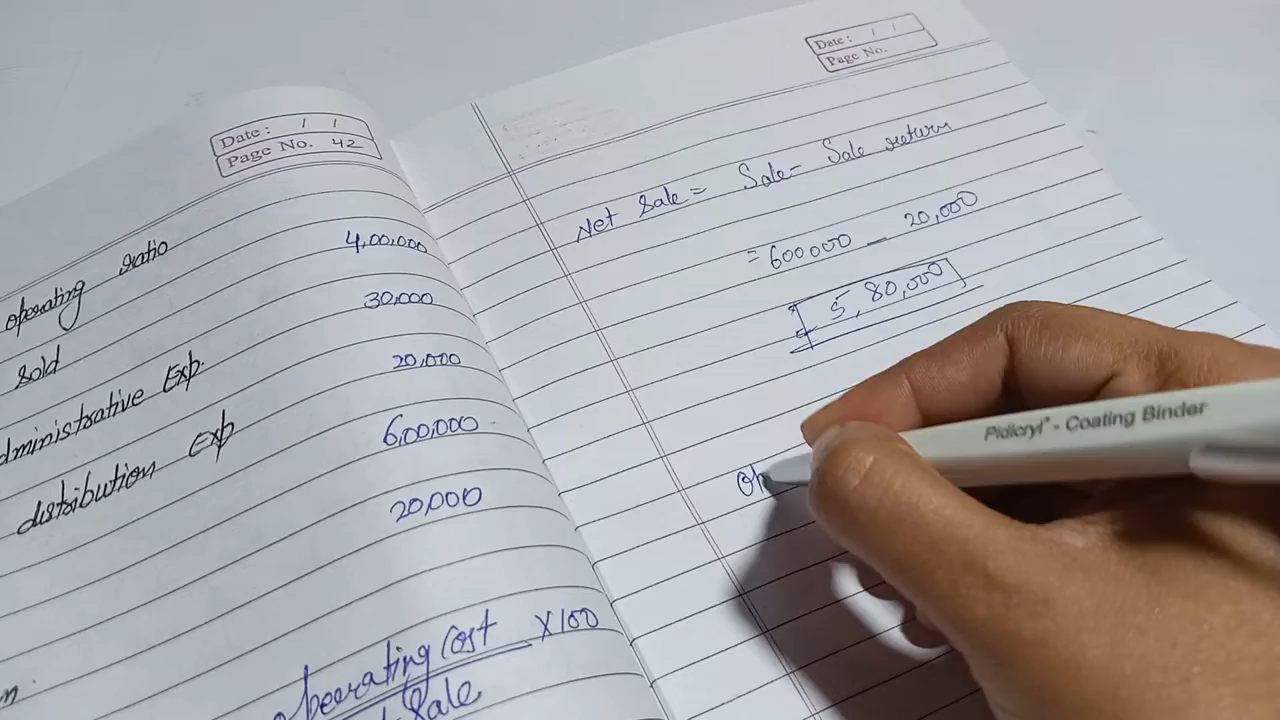 Date: / /
Page No. 42
operating ratio
sold 4,00,000
dministrative Exp. 30,000
distribution Exp 20,000
6,00,000
20,000
operating Cost X100
Sale
n.
Date: / /
Page No.
Net Sale = Sale - Sale return
= 600000 - 20,000
5,80,000
Op
Pidicryl - Coating Binder